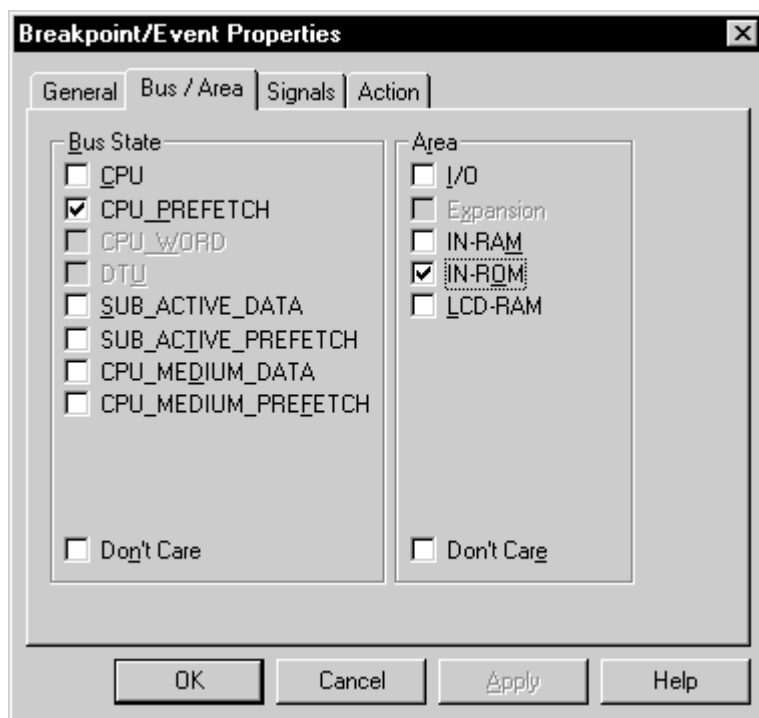 Breakpoint/Event Properties
General Bus / Area Signals Action
Bus State
CPU
CPU_PREFETCH
CPU_WORD
DTU
SUB_ACTIVE_DATA
SUB_ACTIVE_PREFETCH
CPU_MEDIUM_DATA
CPU_MEDIUM_PREFETCH
Don't Care
Area
I/O
Expansion
IN-RAM
IN-ROM
LCD-RAM
Don't Care
OK Cancel Apply Help